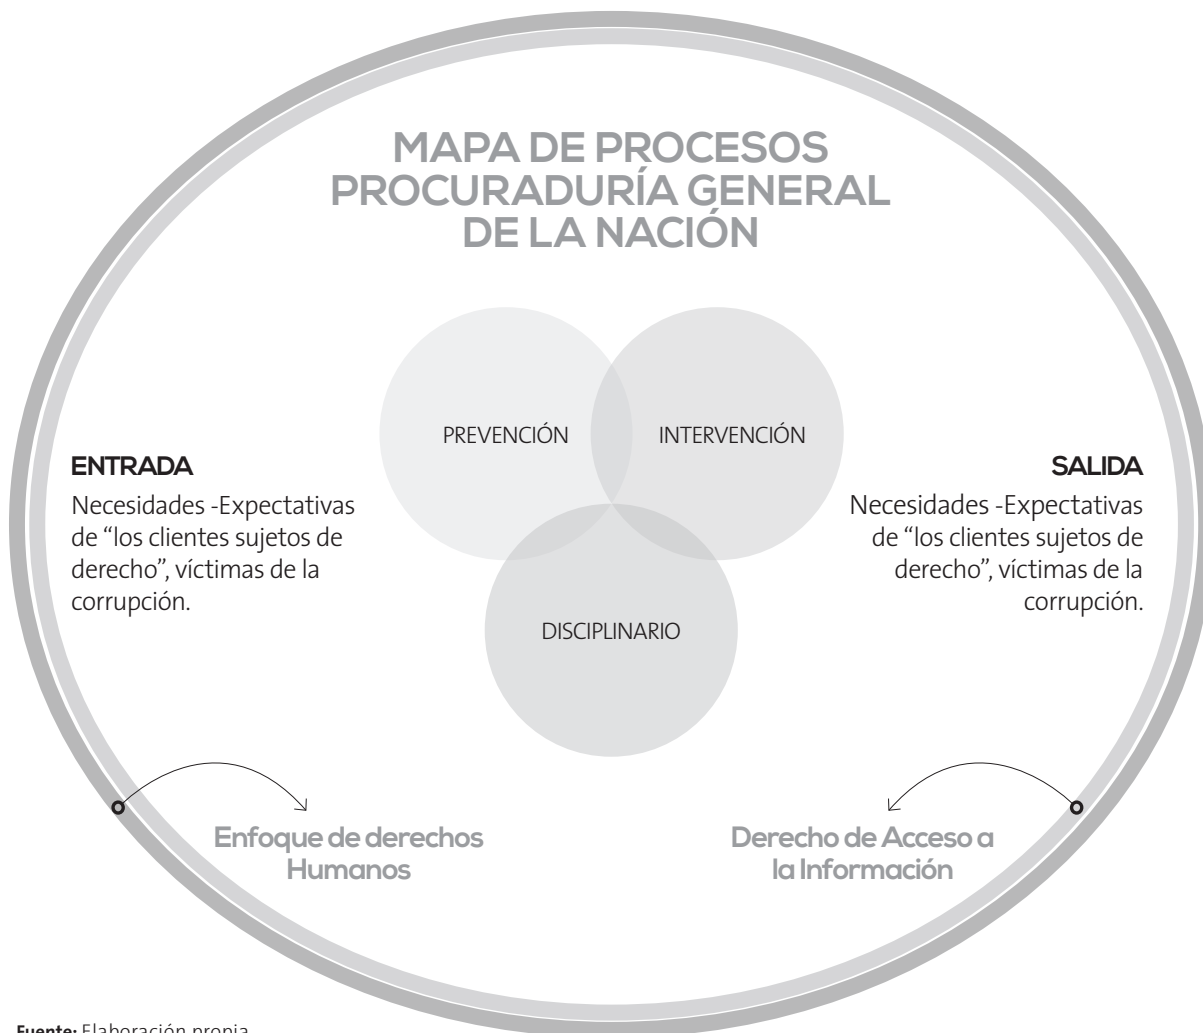 MAPA DE PROCESOS
PROCURADURÍA GENERAL
DE LA NACIÓN
PREVENCIÓN
INTERVENCIÓN
DISCIPLINARIO
ENTRADA
Necesidades -Expectativas
de “los clientes sujetos de
derecho”, víctimas de la
corrupción.
SALIDA
Necesidades -Expectativas
de “los clientes sujetos de
derecho”, víctimas de la
corrupción.
Enfoque de derechos
Humanos
Derecho de Acceso a
la Información
Fuente: Elaboración propia